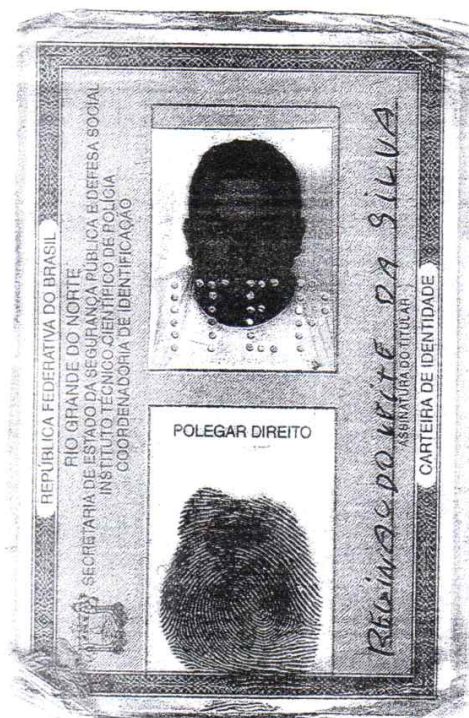 REPÚBLICA FEDERATIVA DO BRASIL
RIO GRANDE DO NORTE
SECRETARIA DE ESTADO DA SEGURANÇA PÚBLICA E DEFESA SOCIAL
INSTITUTO TÉCNICO-CIENTÍFICO DE POLÍCIA
COORDENADORIA DE IDENTIFICAÇÃO
POLEGAR DIREITO
REGINALDO LEITE DA SILVA
ASSINATURA DO TITULAR
CARTEIRA DE IDENTIDADE